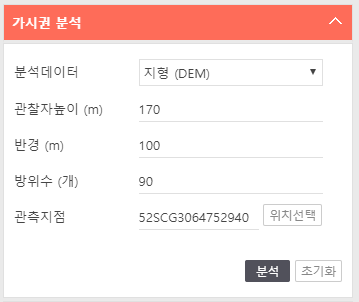 가시권 분석
분석데이터 지형 (DEM)
관찰자높이 (m) 170
반경 (m) 100
방위수 (개) 90
관측지점 52SCG3064752940 위치선택
분석 초기화